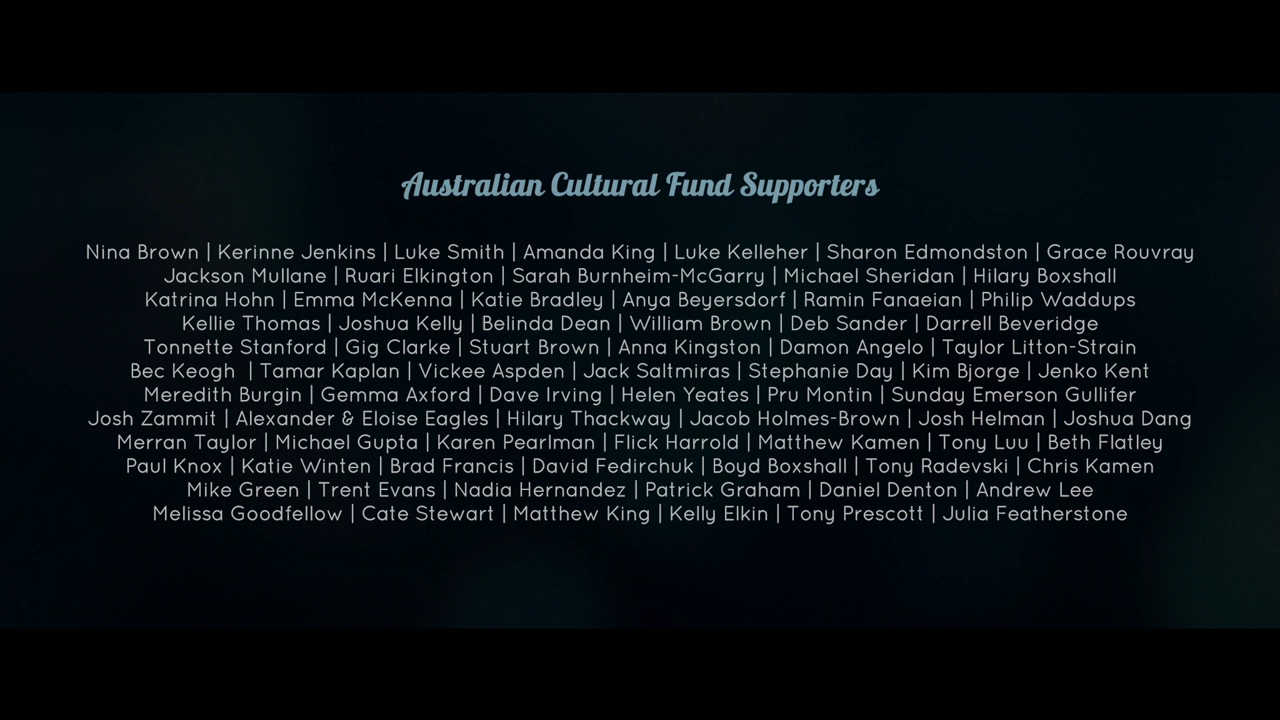 Australian Cultural Fund Supporters
Nina Brown | Kerinne Jenkins | Luke Smith | Amanda King | Luke Kelleher | Sharon Edmondston | Grace Rouvray
Jackson Mullane | Ruari Elkington | Sarah Burnheim-McGarry | Michael Sheridan | Hilary Boxshall
Katrina Hohn | Emma McKenna | Katie Bradley | Anya Beyersdorf | Ramin Fanaeian | Philip Waddups
Kellie Thomas | Joshua Kelly | Belinda Dean | William Brown | Deb Sander | Darrell Beveridge
Tonnette Stanford | Gig Clarke | Stuart Brown | Anna Kingston | Damon Angelo | Taylor Litton-Strain
Bec Keogh | Tamar Kaplan | Vickee Aspden | Jack Saltmiras | Stephanie Day | Kim Bjorge | Jenko Kent
Meredith Burgin | Gemma Axford | Dave Irving | Helen Yeates | Pru Montin | Sunday Emerson Gullifer
Josh Zammit | Alexander & Eloise Eagles | Hilary Thackway | Jacob Holmes-Brown | Josh Helman | Joshua Dang
Merran Taylor | Michael Gupta | Karen Pearlman | Flick Harrold | Matthew Kamen | Tony Luu | Beth Flatley
Paul Knox | Katie Winten | Brad Francis | David Fedirchuk | Boyd Boxshall | Tony Radevski | Chris Kamen
Mike Green | Trent Evans | Nadia Hernandez | Patrick Graham | Daniel Denton | Andrew Lee
Melissa Goodfellow | Cate Stewart | Matthew King | Kelly Elkin | Tony Prescott | Julia Featherstone